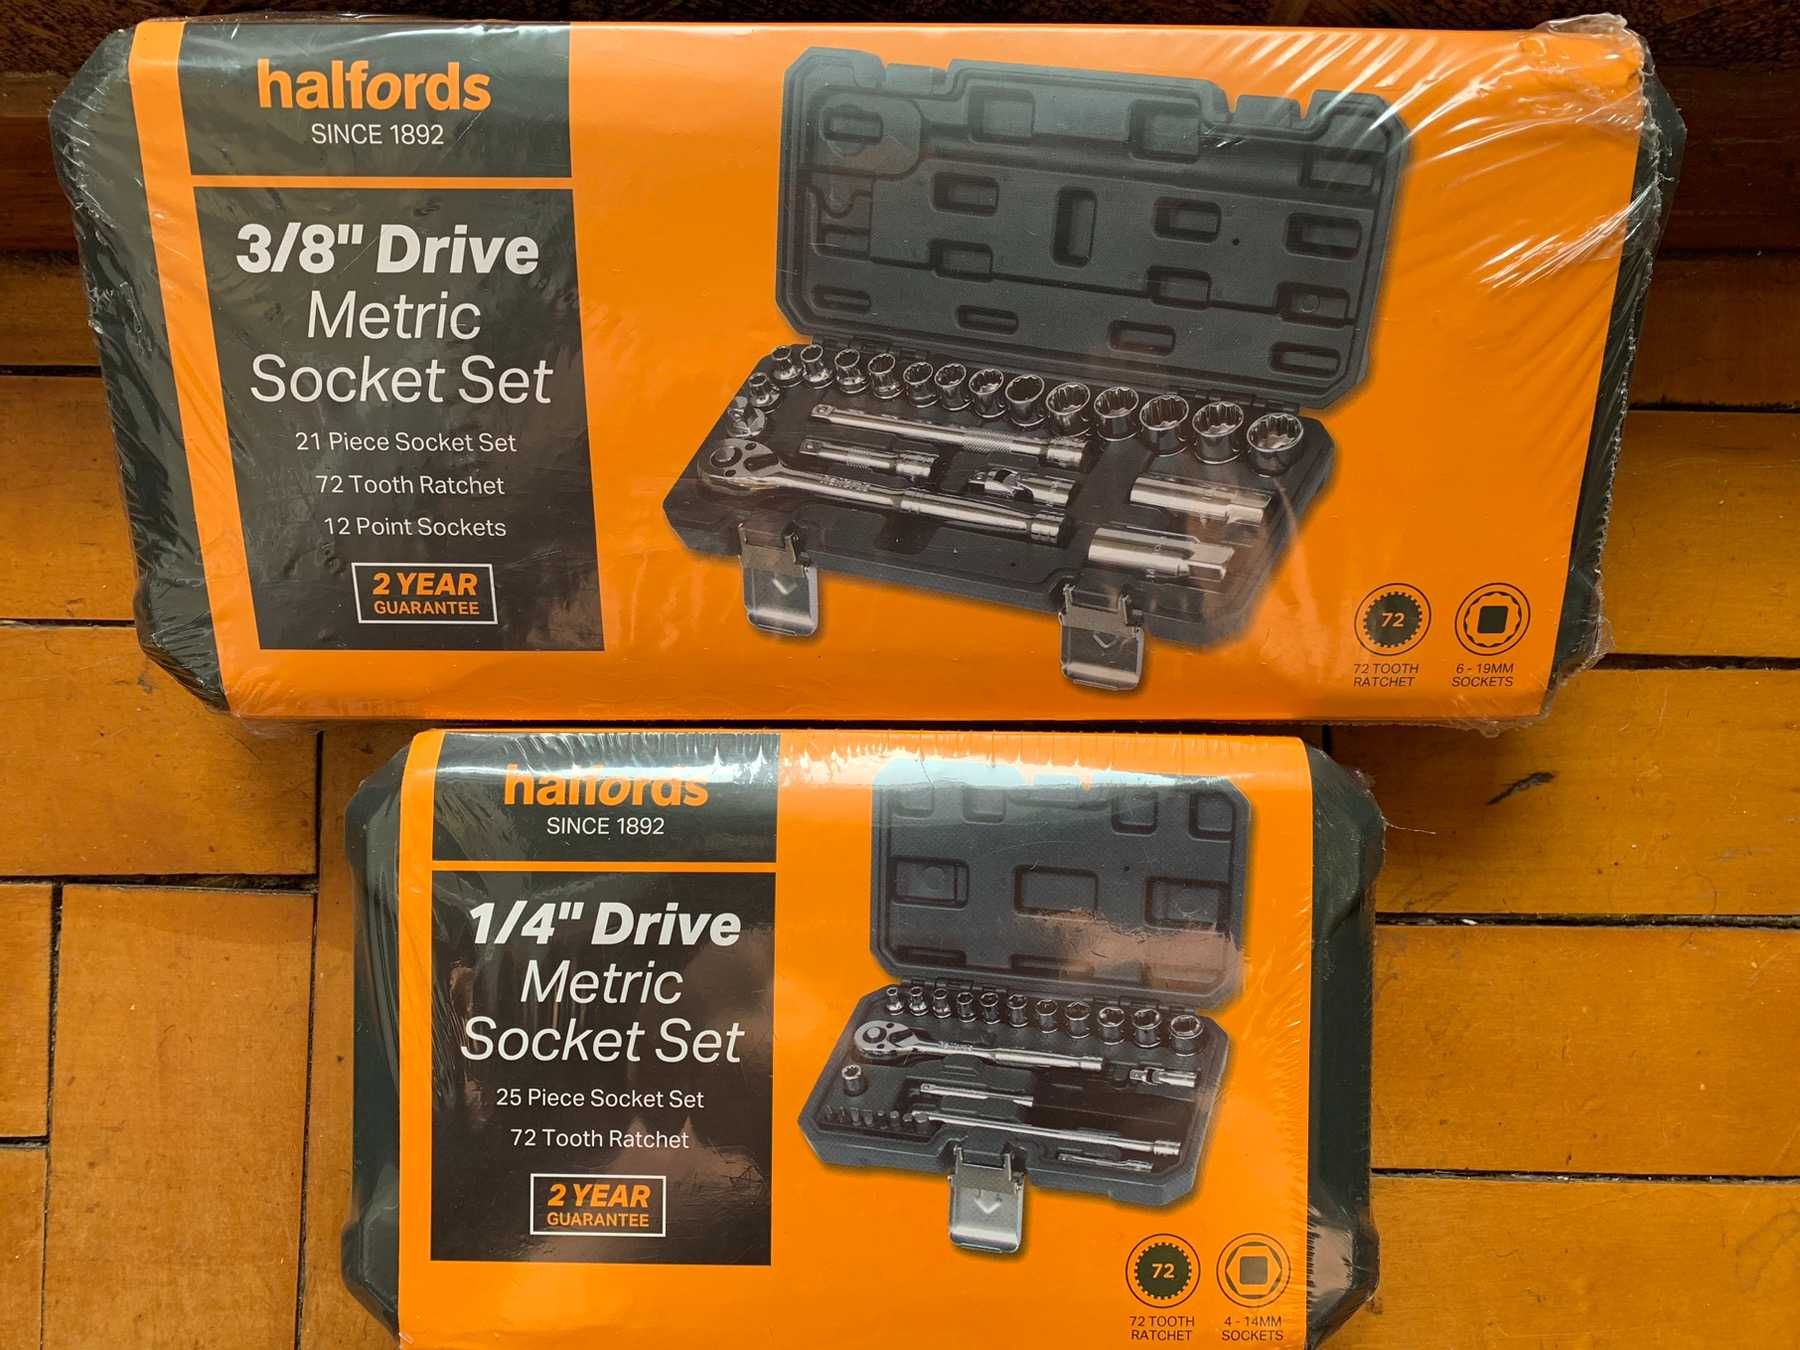 halfords
SINCE 1892
3/8" Drive
Metric
Socket Set
21 Piece Socket Set
72 Tooth Ratchet
12 Point Sockets
2 YEAR
GUARANTEE
72
72 TOOTH
RATCHET
6 - 19MM
SOCKETS
halfords
SINCE 1892
1/4" Drive
Metric
Socket Set
25 Piece Socket Set
72 Tooth Ratchet
2 YEAR
GUARANTEE
72
72 TOOTH
RATCHET
4 - 14MM
SOCKETS